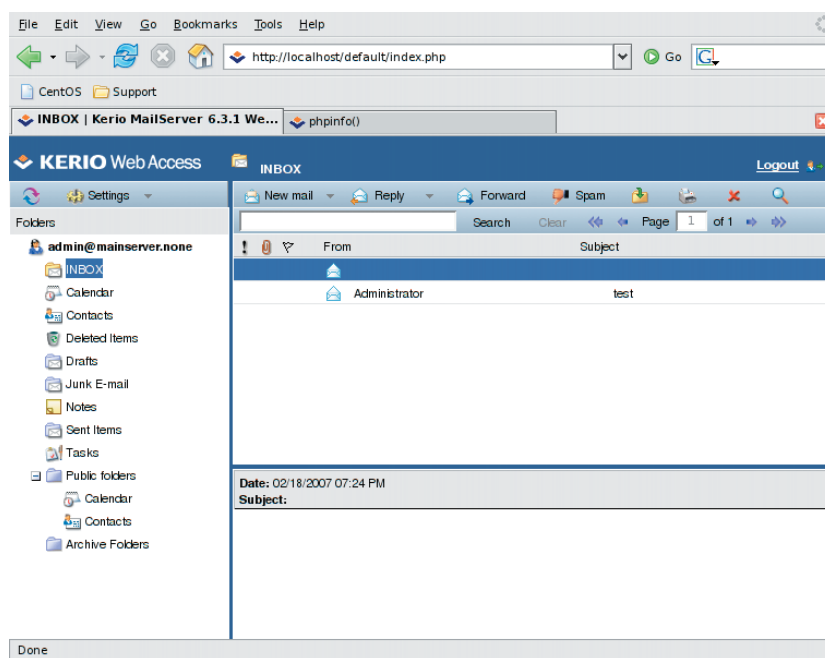 File Edit View Go Bookmarks Tools Help
http://localhost/default/index.php Go G
CentOS Support
INBOX | Kerio MailServer 6.3.1 We... phpinfo()
KERIO Web Access INBOX Logout
Settings New mail Reply Forward Spam
Folders Search Clear Page 1 of 1
admin@mainserver.none ! From Subject
INBOX
Calendar Administrator test
Contacts
Deleted Items
Drafts
Junk E-mail
Notes
Sent Items
Tasks
Public folders
Calendar
Contacts
Archive Folders
Date: 02/18/2007 07:24 PM
Subject:
Done